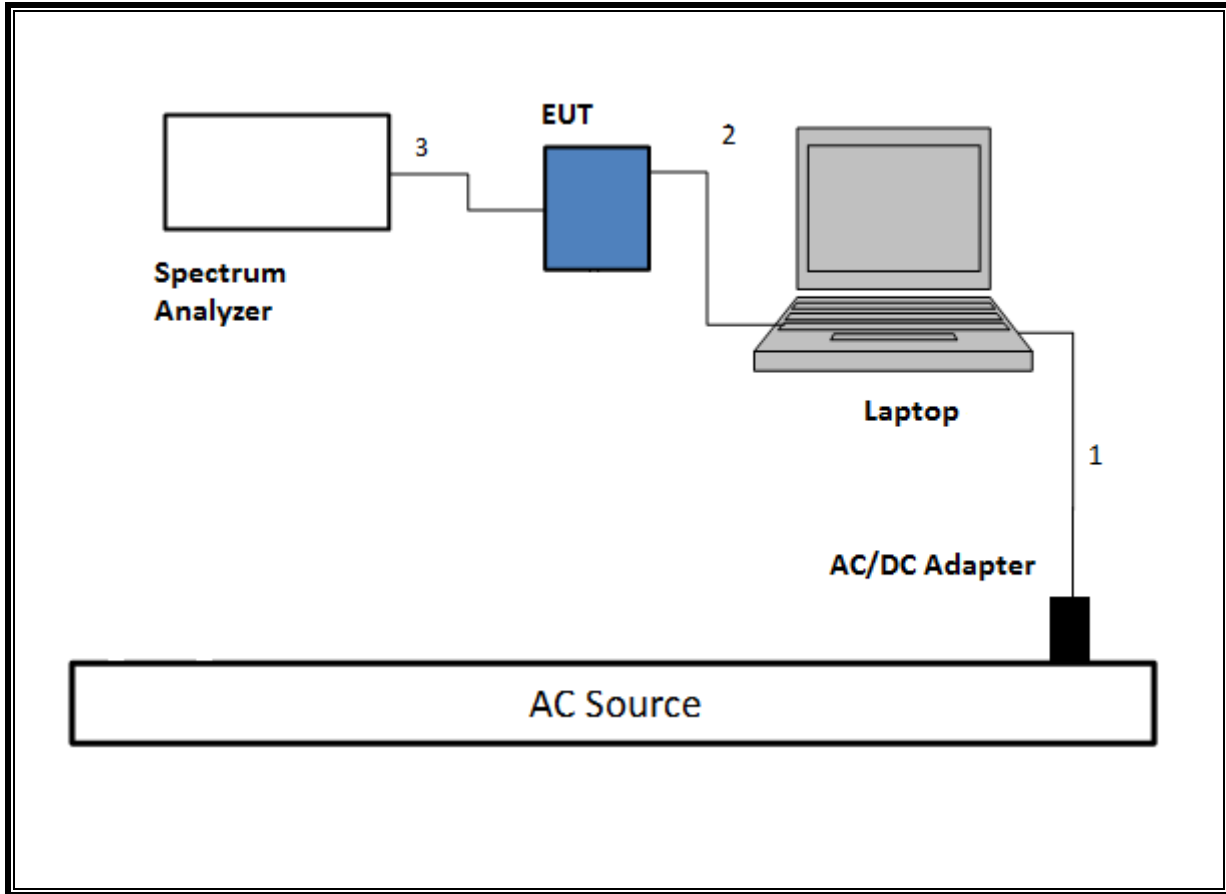 EUT
3
2
Spectrum
Analyzer
Laptop
1
AC/DC Adapter
AC Source